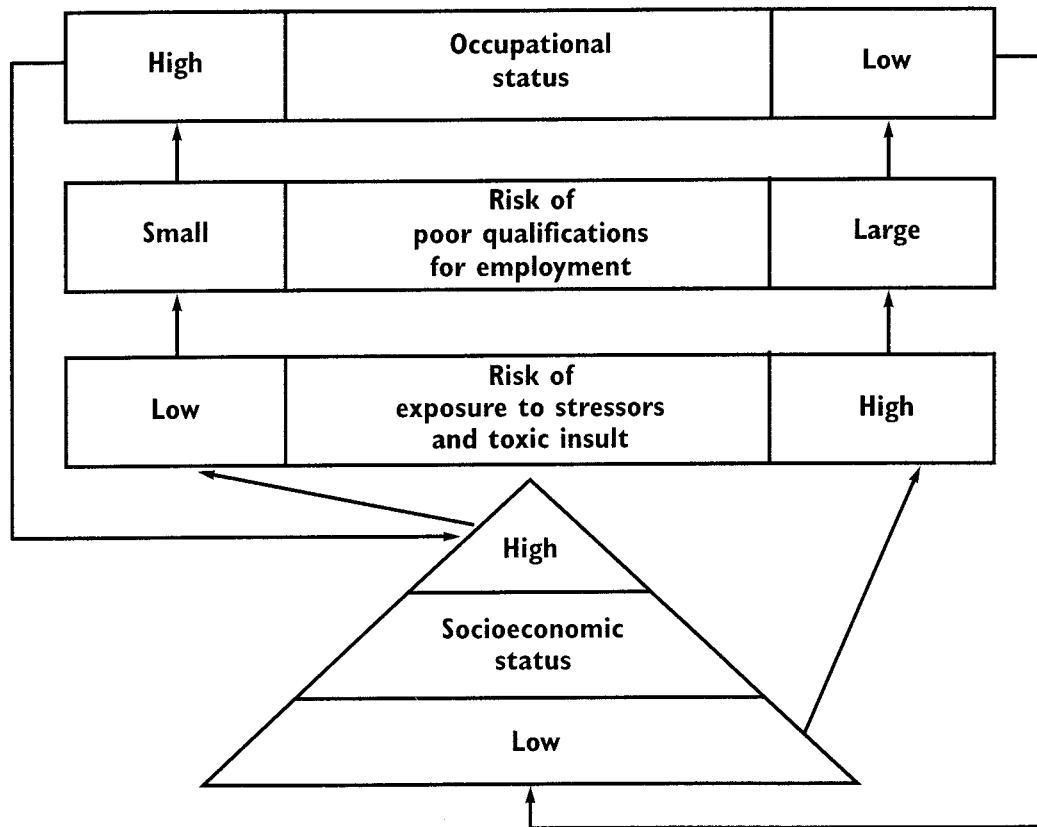 High
Occupational
status
Low
Small
Risk of
poor qualifications
for employment
Large
Low
Risk of
exposure to stressors
and toxic insult
High
High
Socioeconomic
status
Low